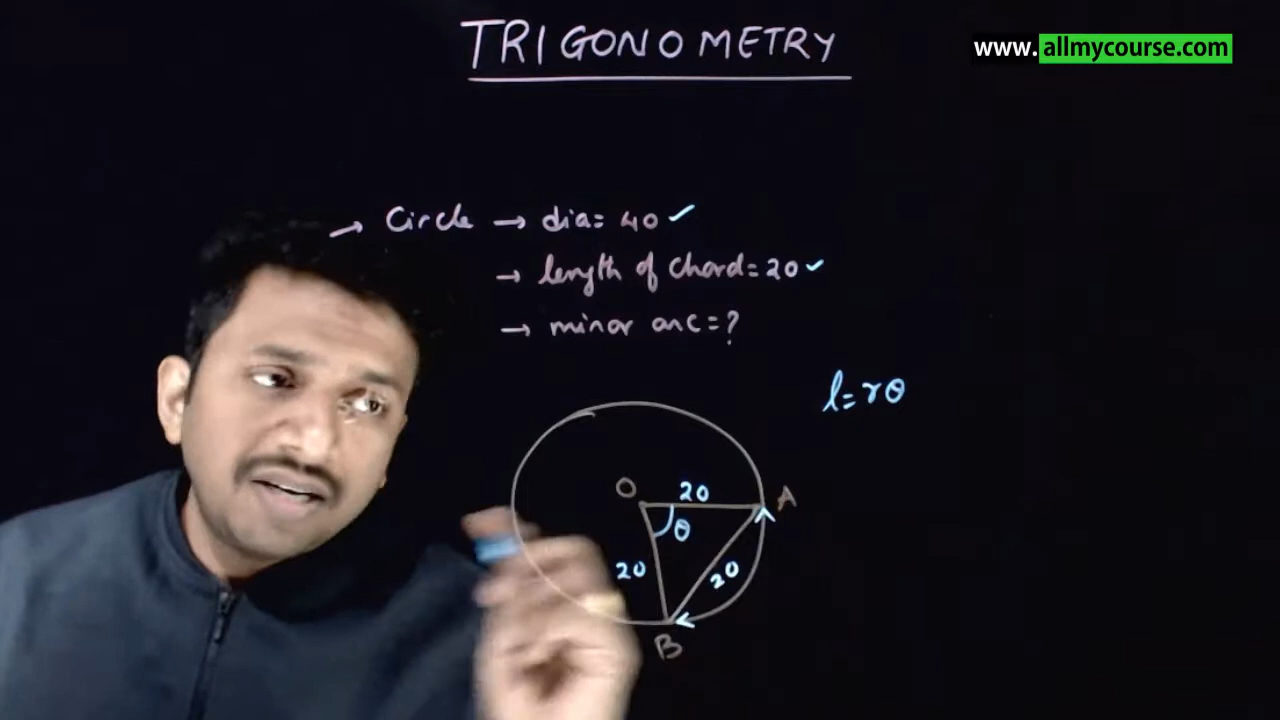 TRIGONOMETRY
www.allmycourse.com
→ Circle → dia= 40 ✓
→ length of chord= 20 ✓
→ minor arc= ?
l= rθ
O
20
A
θ
20
20
B